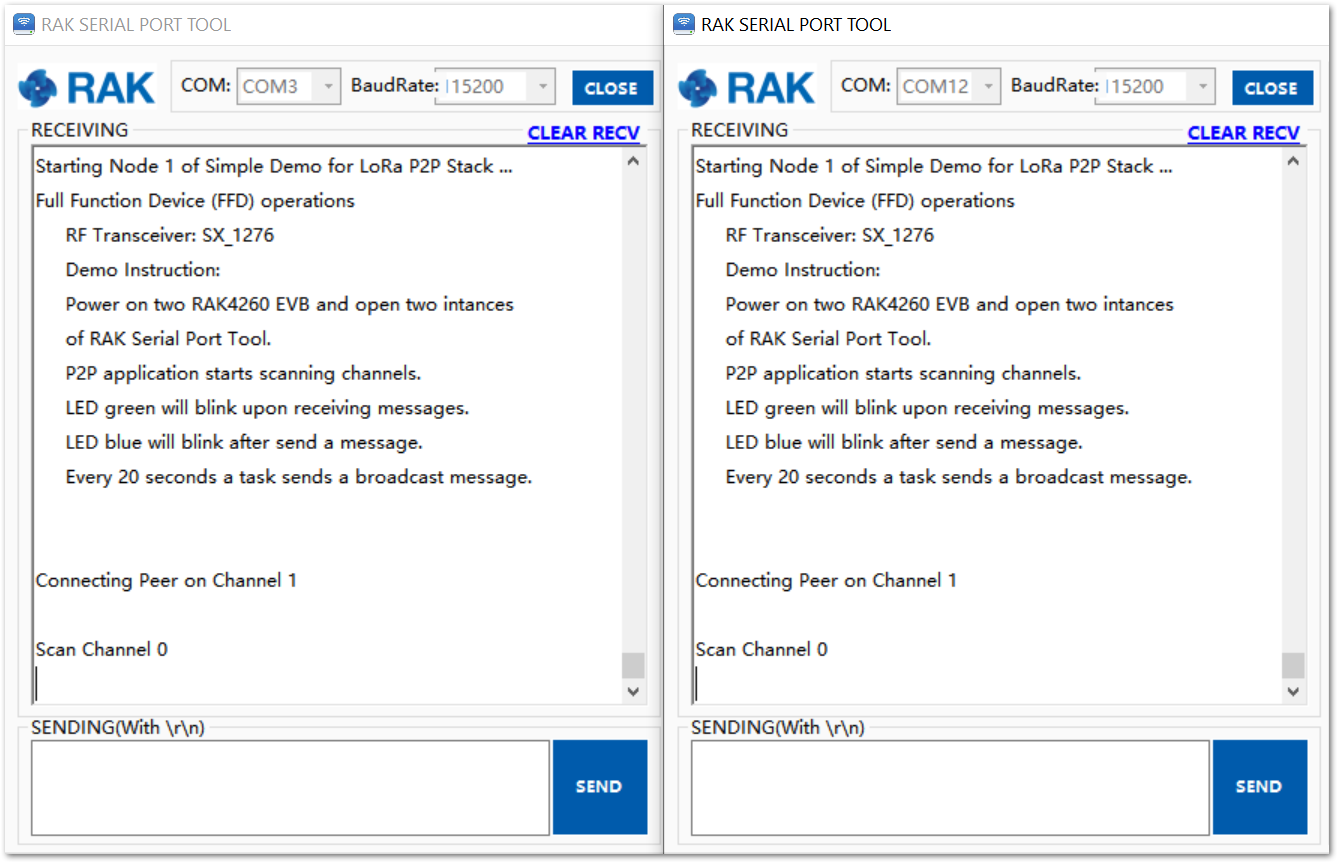 RAK SERIAL PORT TOOL
RAK
COM: COM3 BaudRate: 115200 CLOSE
RECEIVING CLEAR RECV
Starting Node 1 of Simple Demo for LoRa P2P Stack ...
Full Function Device (FFD) operations
RF Transceiver: SX_1276
Demo Instruction:
Power on two RAK4260 EVB and open two intances
of RAK Serial Port Tool.
P2P application starts scanning channels.
LED green will blink upon receiving messages.
LED blue will blink after send a message.
Every 20 seconds a task sends a broadcast message.
Connecting Peer on Channel 1
Scan Channel 0
SENDING(With \r\n)
SEND
RAK SERIAL PORT TOOL
RAK
COM: COM12 BaudRate: 115200 CLOSE
RECEIVING CLEAR RECV
Starting Node 1 of Simple Demo for LoRa P2P Stack ...
Full Function Device (FFD) operations
RF Transceiver: SX_1276
Demo Instruction:
Power on two RAK4260 EVB and open two intances
of RAK Serial Port Tool.
P2P application starts scanning channels.
LED green will blink upon receiving messages.
LED blue will blink after send a message.
Every 20 seconds a task sends a broadcast message.
Connecting Peer on Channel 1
Scan Channel 0
SENDING(With \r\n)
SEND